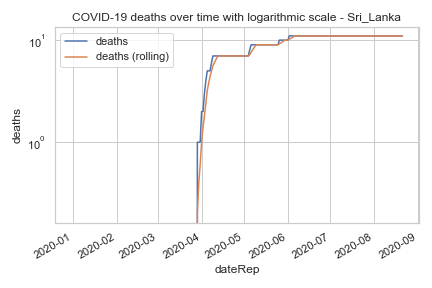 COVID-19 deaths over time with logarithmic scale - Sri_Lanka
deaths
deaths (rolling)
10¹
10⁰
deaths
2020-01
2020-02
2020-03
2020-04
2020-05
2020-06
2020-07
2020-08
2020-09
dateRep